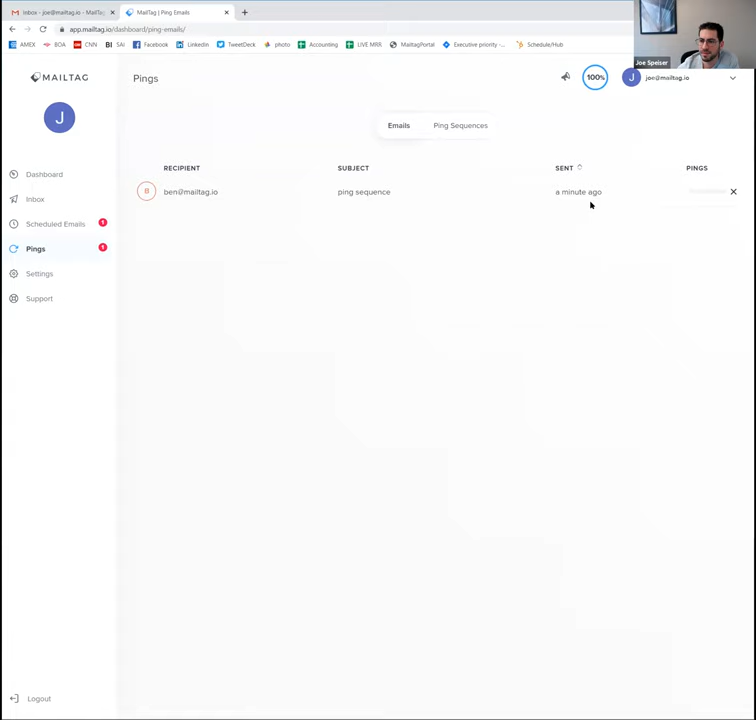 Inbox - joe@mailtag.io - MailTag
MailTag | Ping Emails
app.mailtag.io/dashboard/ping-emails/
AMEX
BOA
CNN
BI SAI
Facebook
LinkedIn
TweetDeck
photo
Accounting
LIVE MRR
MailtagPortal
Executive priority -...
Schedule/Hub
Joe Speiser
MAILTAG
Pings
100%
J
joe@mailtag.io
J
Emails
Ping Sequences
RECIPIENT
SUBJECT
SENT
PINGS
B
ben@mailtag.io
ping sequence
a minute ago
Dashboard
Inbox
Scheduled Emails
1
Pings
1
Settings
Support
Logout